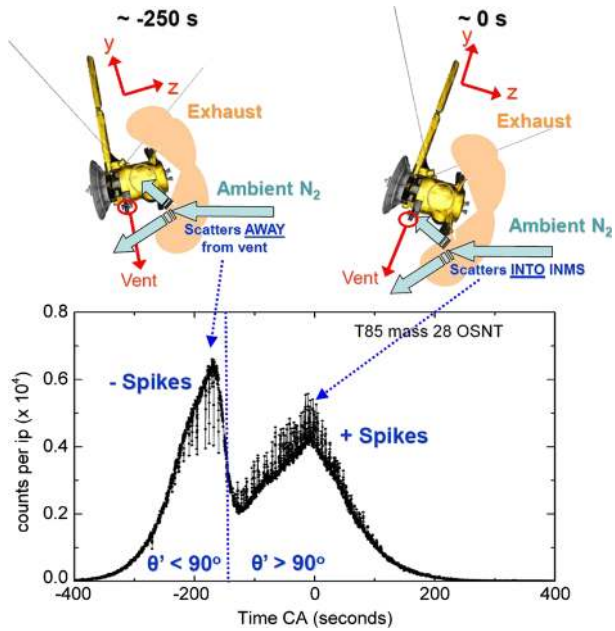 ~ -250 s
~ 0 s
y
z
Exhaust
Ambient N₂
Scatters AWAY
from vent
Vent
y
z
Exhaust
Ambient N₂
Scatters INTO INMS
Vent
T85 mass 28 OSNT
- Spikes
+ Spikes
θ' < 90°
θ' > 90°
counts per ip (x 10⁴)
0.8
0.6
0.4
0.2
0.0
-400
-200
0
200
400
Time CA (seconds)